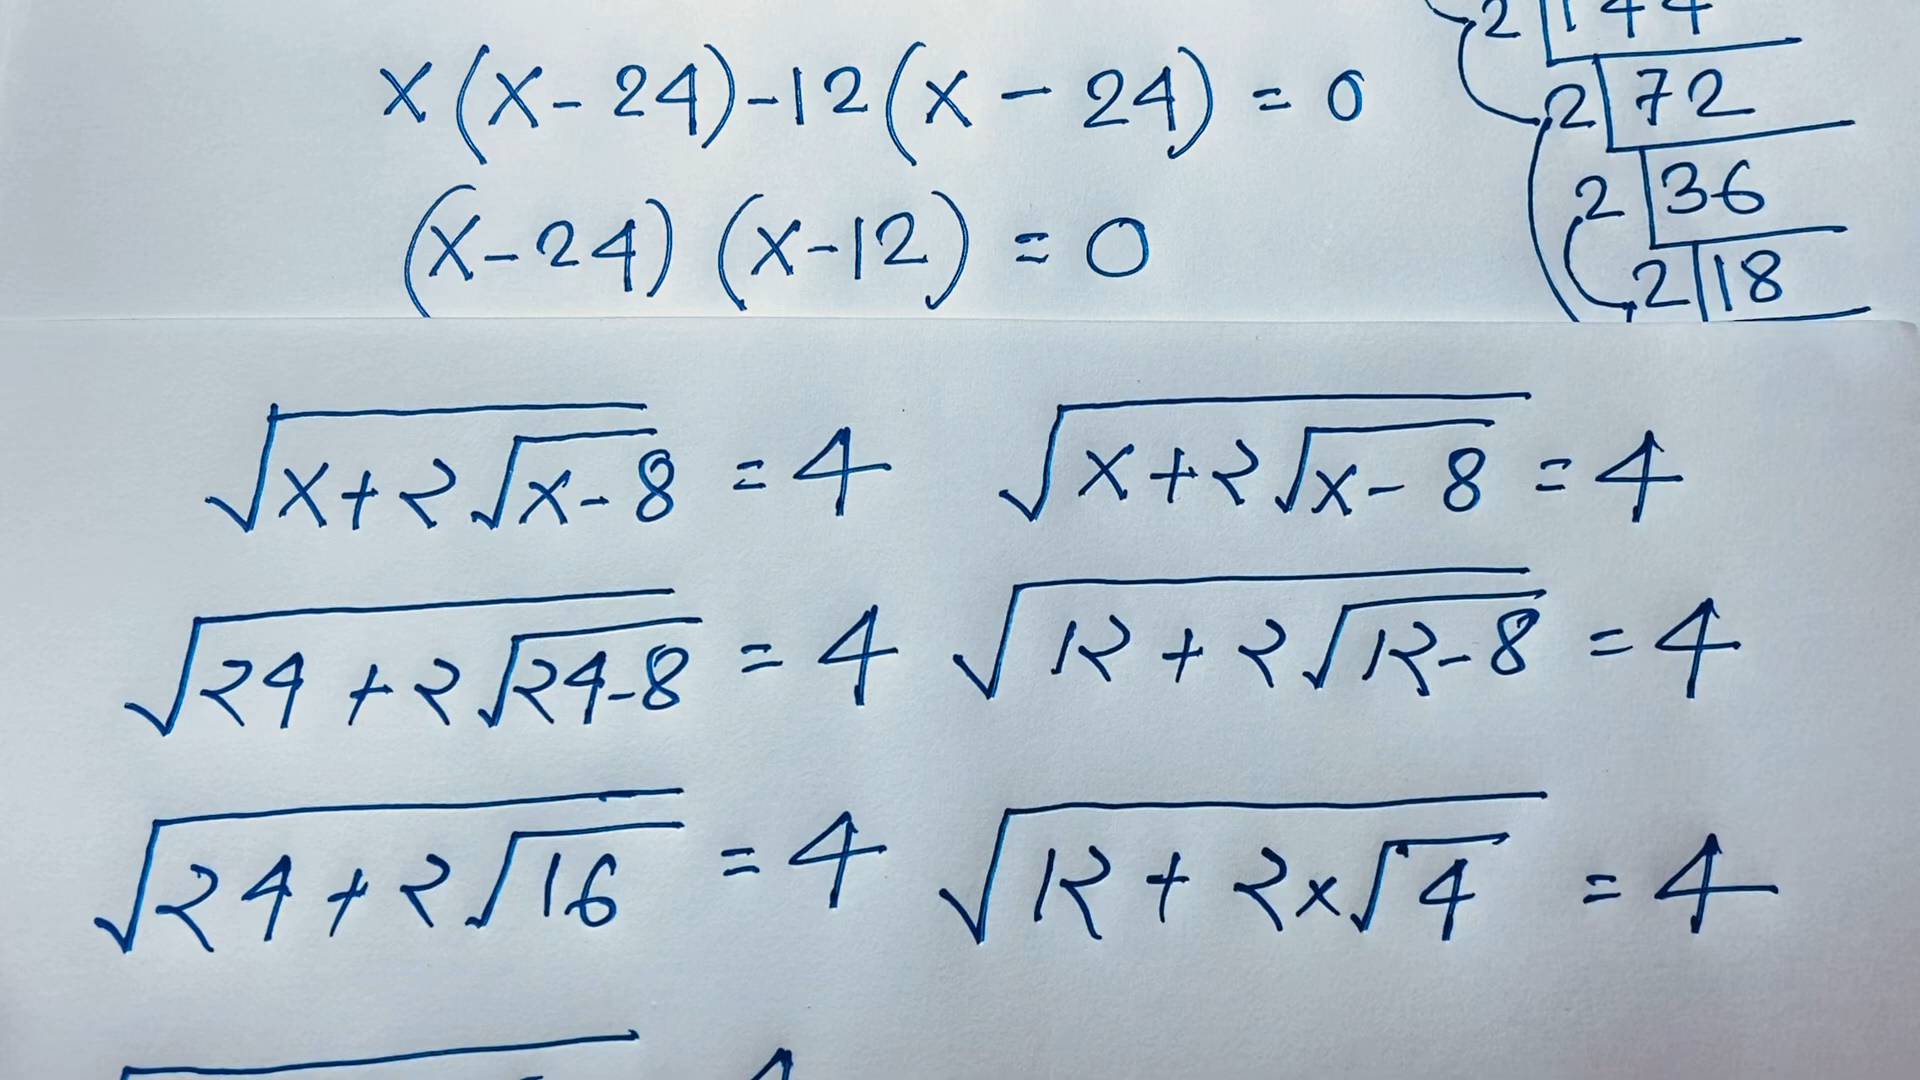 x(x-24)-12(x-24)=0
(x-24)(x-12)=0
2|144
2|72
2|36
2|18
√(x+2√(x-8))=4 √(x+2√(x-8))=4
√(24+2√(24-8))=4 √(12+2√(12-8))=4
√(24+2√16)=4 √(12+2x√4)=4